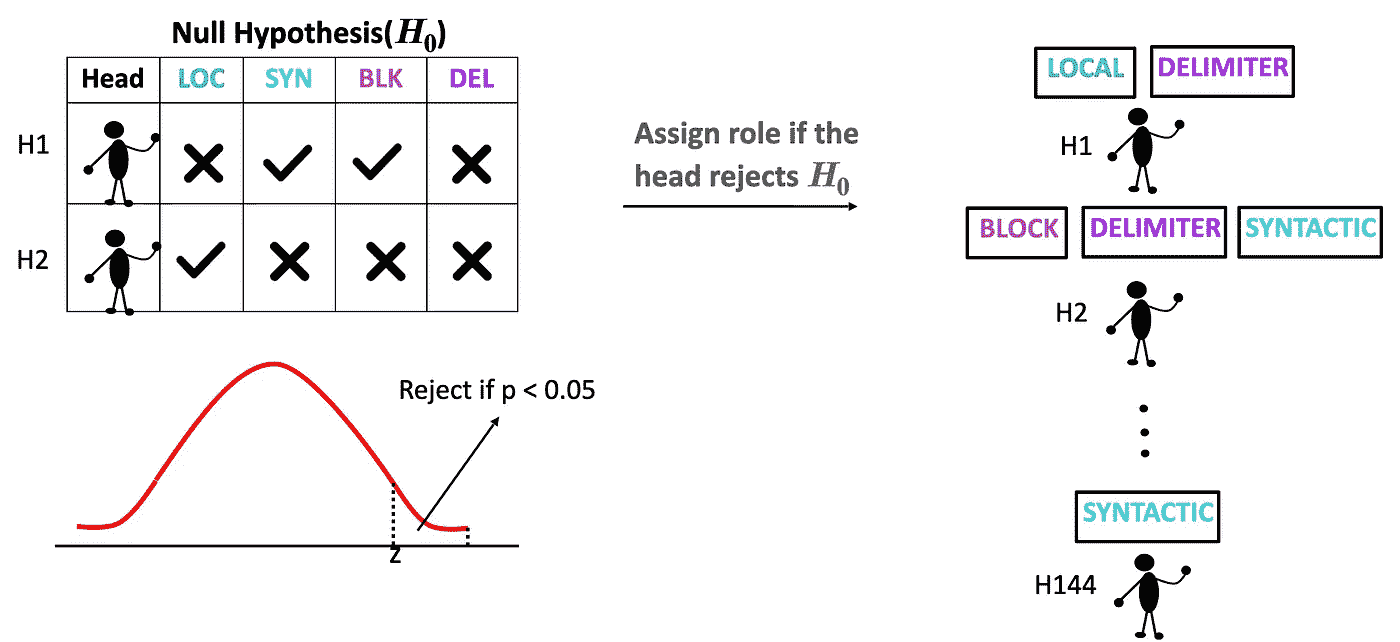 Null Hypothesis(H₀)
Head LOC SYN BLK DEL
H1
H2
Reject if p < 0.05
z
Assign role if the
head rejects H₀
LOCAL DELIMITER
H1
BLOCK DELIMITER SYNTACTIC
H2
SYNTACTIC
H144